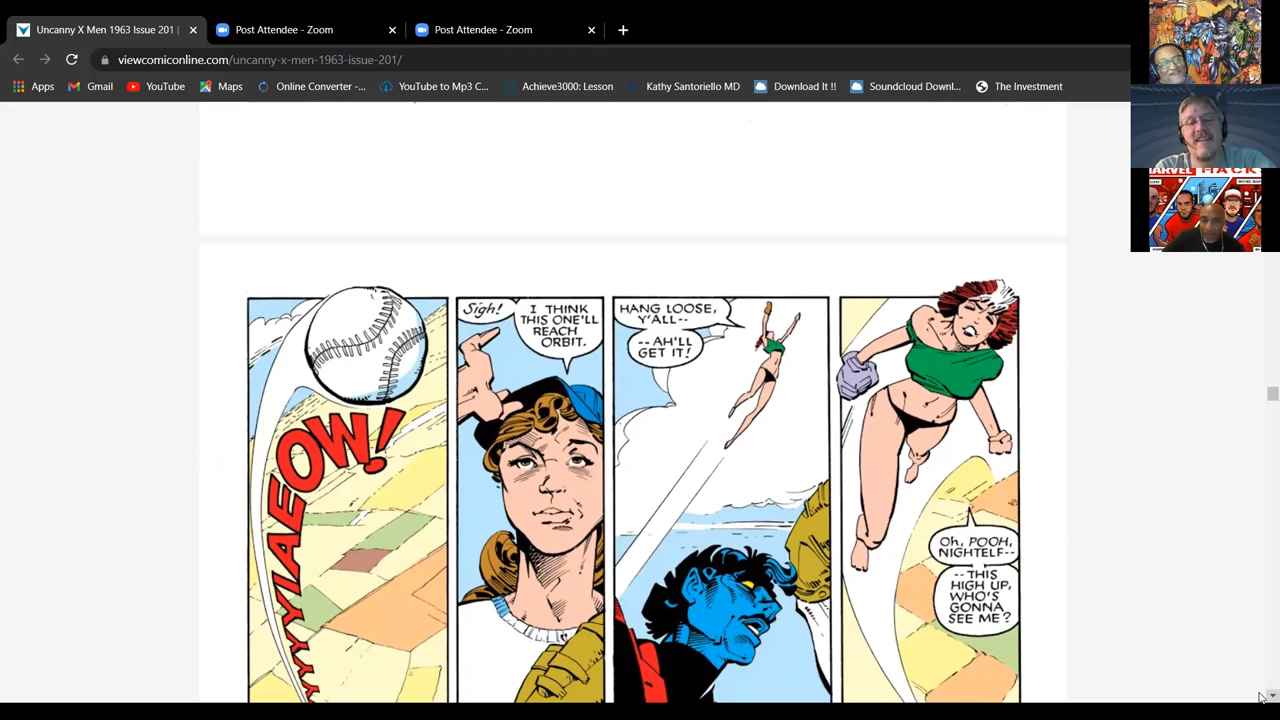 Uncanny X Men 1963 Issue 201 |
Post Attendee - Zoom
Post Attendee - Zoom
viewcomiconline.com/uncanny-x-men-1963-issue-201/
Apps
Gmail
YouTube
Maps
Online Converter -...
YouTube to Mp3 C...
Achieve3000: Lesson
Kathy Santoriello MD
Download It !!
Soundcloud Downl...
The Investment
YYYYIAEOW!
Sigh!
I THINK
THIS ONE'LL
REACH
ORBIT.
HANG LOOSE,
Y'ALL--
--AH'LL
GET IT!
OH, POOH,
NIGHTELF--
--THIS
HIGH UP,
WHO'S
GONNA
SEE ME?